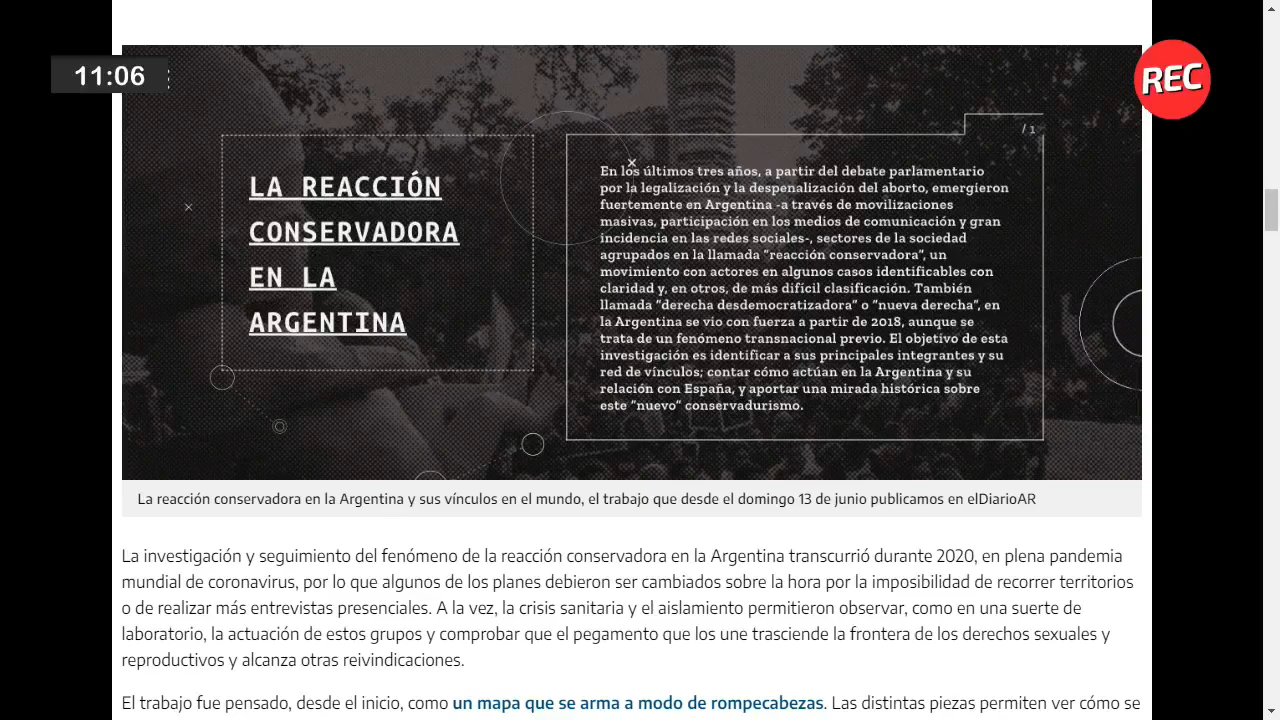 11:06
REC
LA REACCIÓN
CONSERVADORA
EN LA
ARGENTINA
/ 1
En los últimos tres años, a partir del debate parlamentario
por la legalización y la despenalización del aborto, emergieron
fuertemente en Argentina -a través de movilizaciones
masivas, participación en los medios de comunicación y gran
incidencia en las redes sociales-, sectores de la sociedad
agrupados en la llamada “reacción conservadora”, un
movimiento con actores en algunos casos identificables con
claridad y, en otros, de más difícil clasificación. También
llamada “derecha desdemocratizadora” o “nueva derecha”, en
la Argentina se vio con fuerza a partir de 2018, aunque se
trata de un fenómeno transnacional previo. El objetivo de esta
investigación es identificar a sus principales integrantes y su
red de vínculos; contar cómo actúan en la Argentina y su
relación con España, y aportar una mirada histórica sobre
este “nuevo” conservadurismo.
La reacción conservadora en la Argentina y sus vínculos en el mundo, el trabajo que desde el domingo 13 de junio publicamos en elDiarioAR
La investigación y seguimiento del fenómeno de la reacción conservadora en la Argentina transcurrió durante 2020, en plena pandemia
mundial de coronavirus, por lo que algunos de los planes debieron ser cambiados sobre la hora por la imposibilidad de recorrer territorios
o de realizar más entrevistas presenciales. A la vez, la crisis sanitaria y el aislamiento permitieron observar, como en una suerte de
laboratorio, la actuación de estos grupos y comprobar que el pegamento que los une trasciende la frontera de los derechos sexuales y
reproductivos y alcanza otras reivindicaciones.
El trabajo fue pensado, desde el inicio, como un mapa que se arma a modo de rompecabezas. Las distintas piezas permiten ver cómo se